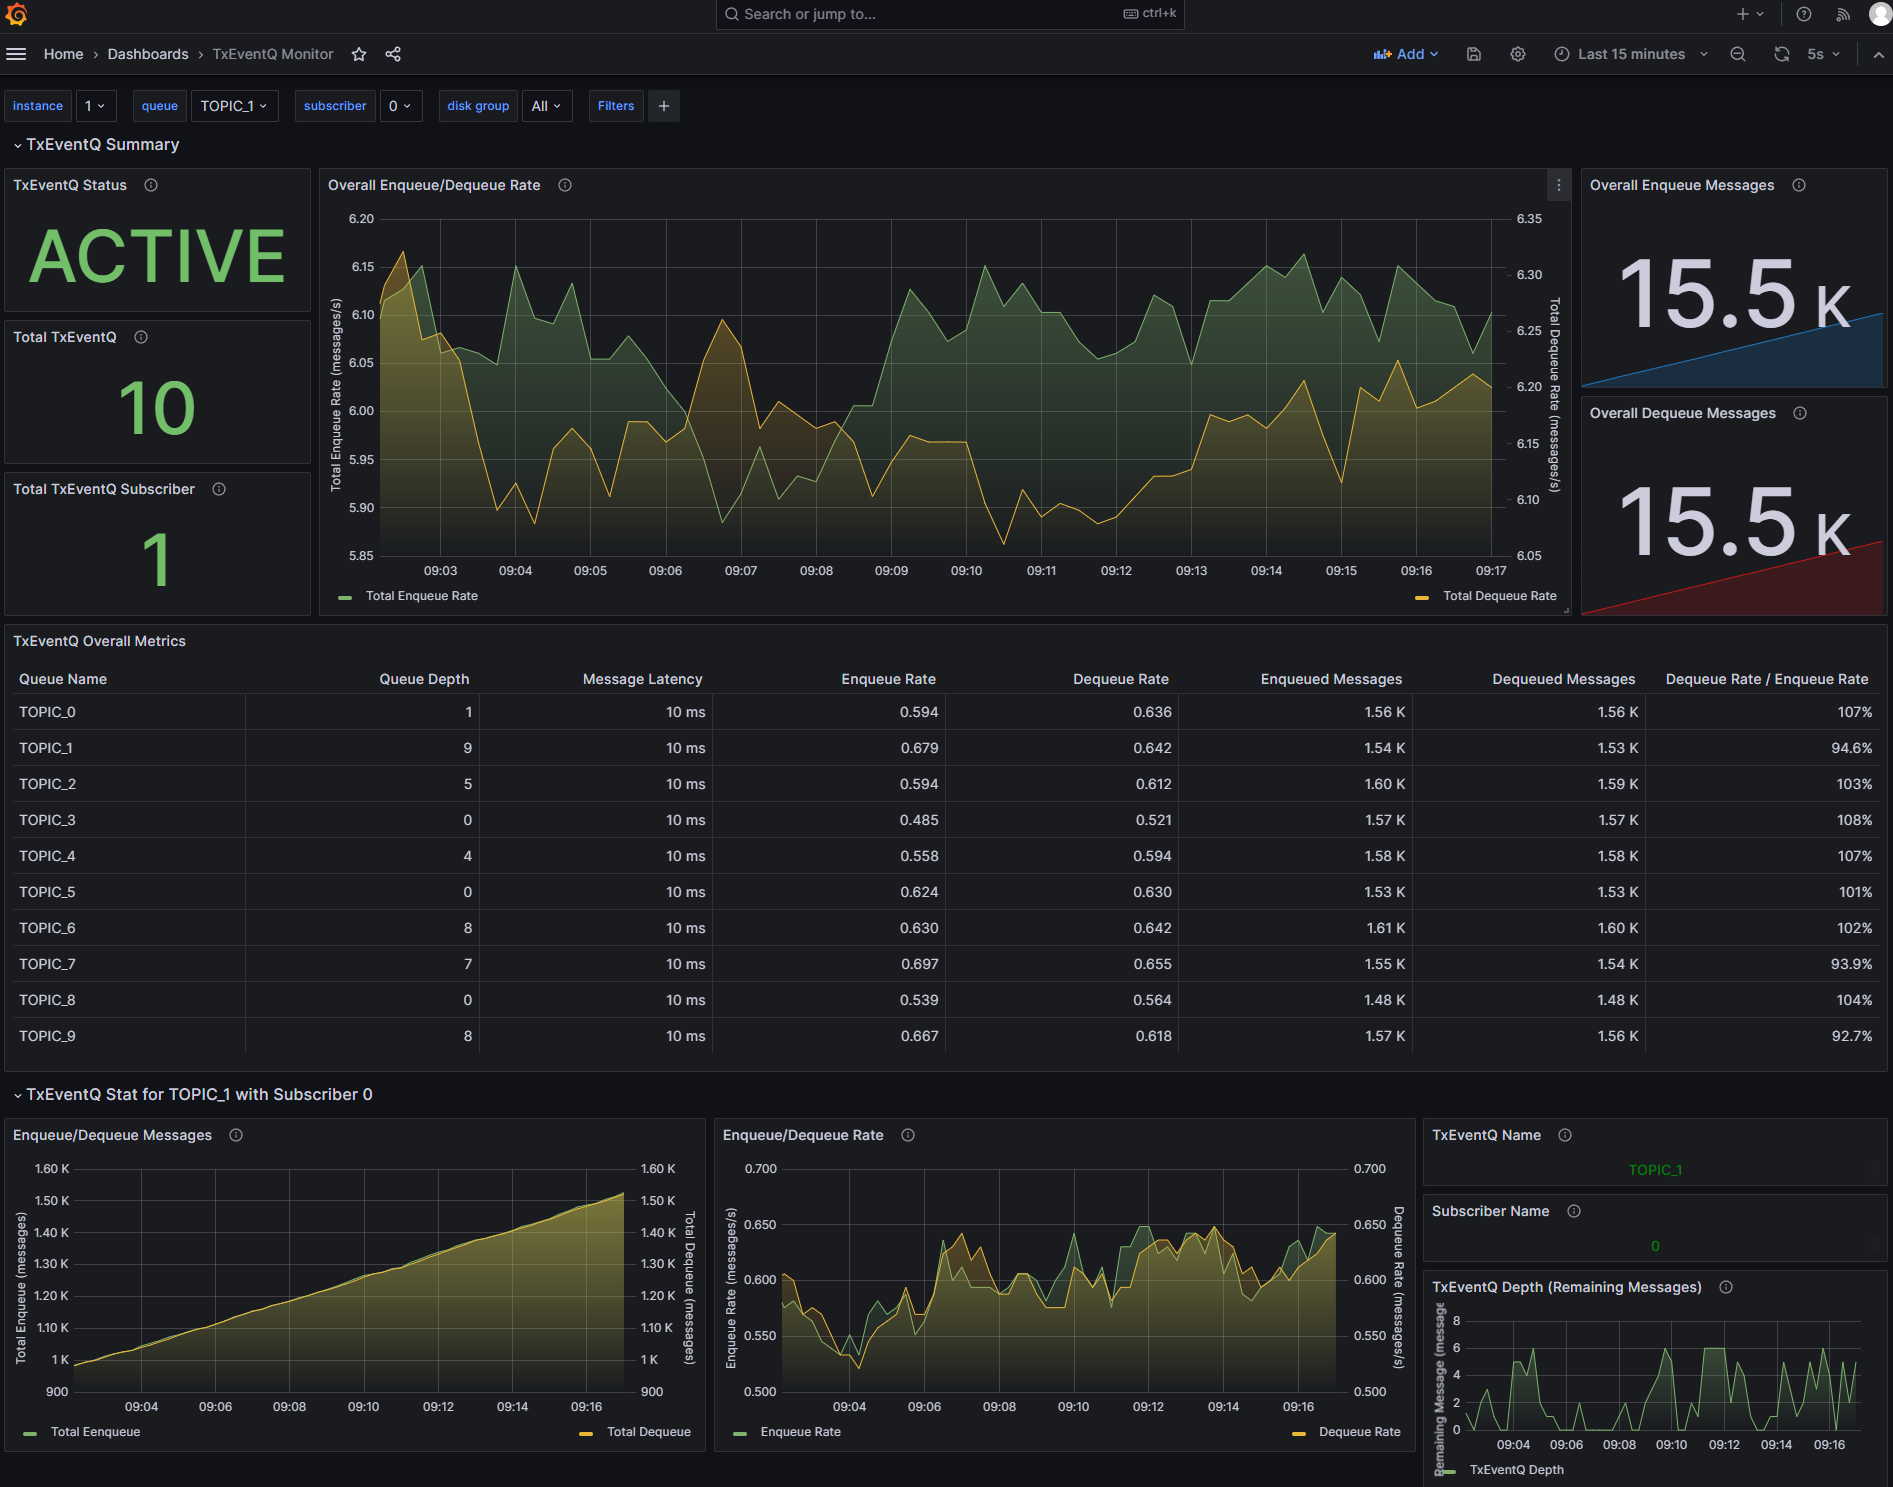 Search or jump to... ctrl+k
Home › Dashboards › TxEventQ Monitor
Add Last 15 minutes 5s
instance 1 queue TOPIC_1 subscriber 0 disk group All Filters +
TxEventQ Summary
TxEventQ Status
ACTIVE
Total TxEventQ
10
Total TxEventQ Subscriber
1
Overall Enqueue/Dequeue Rate
Total Enqueue Rate (messages/s)
6.20
6.15
6.10
6.05
6.00
5.95
5.90
5.85
6.35
6.30
6.25
6.20
6.15
6.10
6.05
Total Dequeue Rate (messages/s)
09:03 09:04 09:05 09:06 09:07 09:08 09:09 09:10 09:11 09:12 09:13 09:14 09:15 09:16 09:17
Total Enqueue Rate Total Dequeue Rate
Overall Enqueue Messages
15.5 K
Overall Dequeue Messages
15.5 K
TxEventQ Overall Metrics
Queue Name Queue Depth Message Latency Enqueue Rate Dequeue Rate Enqueued Messages Dequeued Messages Dequeue Rate / Enqueue Rate
TOPIC_0 1 10 ms 0.594 0.636 1.56 K 1.56 K 107%
TOPIC_1 9 10 ms 0.679 0.642 1.54 K 1.53 K 94.6%
TOPIC_2 5 10 ms 0.594 0.612 1.60 K 1.59 K 103%
TOPIC_3 0 10 ms 0.485 0.521 1.57 K 1.57 K 108%
TOPIC_4 4 10 ms 0.558 0.594 1.58 K 1.58 K 107%
TOPIC_5 0 10 ms 0.624 0.630 1.53 K 1.53 K 101%
TOPIC_6 8 10 ms 0.630 0.642 1.61 K 1.60 K 102%
TOPIC_7 7 10 ms 0.697 0.655 1.55 K 1.54 K 93.9%
TOPIC_8 0 10 ms 0.539 0.564 1.48 K 1.48 K 104%
TOPIC_9 8 10 ms 0.667 0.618 1.57 K 1.56 K 92.7%
TxEventQ Stat for TOPIC_1 with Subscriber 0
Enqueue/Dequeue Messages
Total Enqueue (messages)
1.60 K
1.50 K
1.40 K
1.30 K
1.20 K
1.10 K
1 K
900
1.60 K
1.50 K
1.40 K
1.30 K
1.20 K
1.10 K
1 K
900
Total Dequeue (messages)
09:04 09:06 09:08 09:10 09:12 09:14 09:16
Total Eenqueue Total Dequeue
Enqueue/Dequeue Rate
Enqueue Rate (messages/s)
0.700
0.650
0.600
0.550
0.500
0.700
0.650
0.600
0.550
0.500
Dequeue Rate (messages/s)
09:04 09:06 09:08 09:10 09:12 09:14 09:16
Enqueue Rate Dequeue Rate
TxEventQ Name
TOPIC_1
Subscriber Name
0
TxEventQ Depth (Remaining Messages)
Remaining Message (message
8
6
4
2
0
09:04 09:06 09:08 09:10 09:12 09:14 09:16
TxEventQ Depth